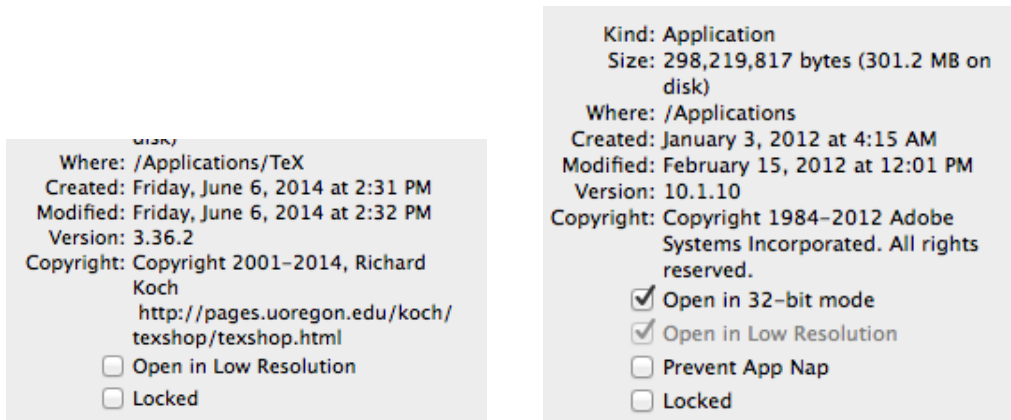 disk)
Where: /Applications/TeX
Created: Friday, June 6, 2014 at 2:31 PM
Modified: Friday, June 6, 2014 at 2:32 PM
Version: 3.36.2
Copyright: Copyright 2001–2014, Richard
Koch
http://pages.uoregon.edu/koch/
texshop/texshop.html
Open in Low Resolution
Locked
Kind: Application
Size: 298,219,817 bytes (301.2 MB on
disk)
Where: /Applications
Created: January 3, 2012 at 4:15 AM
Modified: February 15, 2012 at 12:01 PM
Version: 10.1.10
Copyright: Copyright 1984–2012 Adobe
Systems Incorporated. All rights
reserved.
Open in 32-bit mode
Open in Low Resolution
Prevent App Nap
Locked